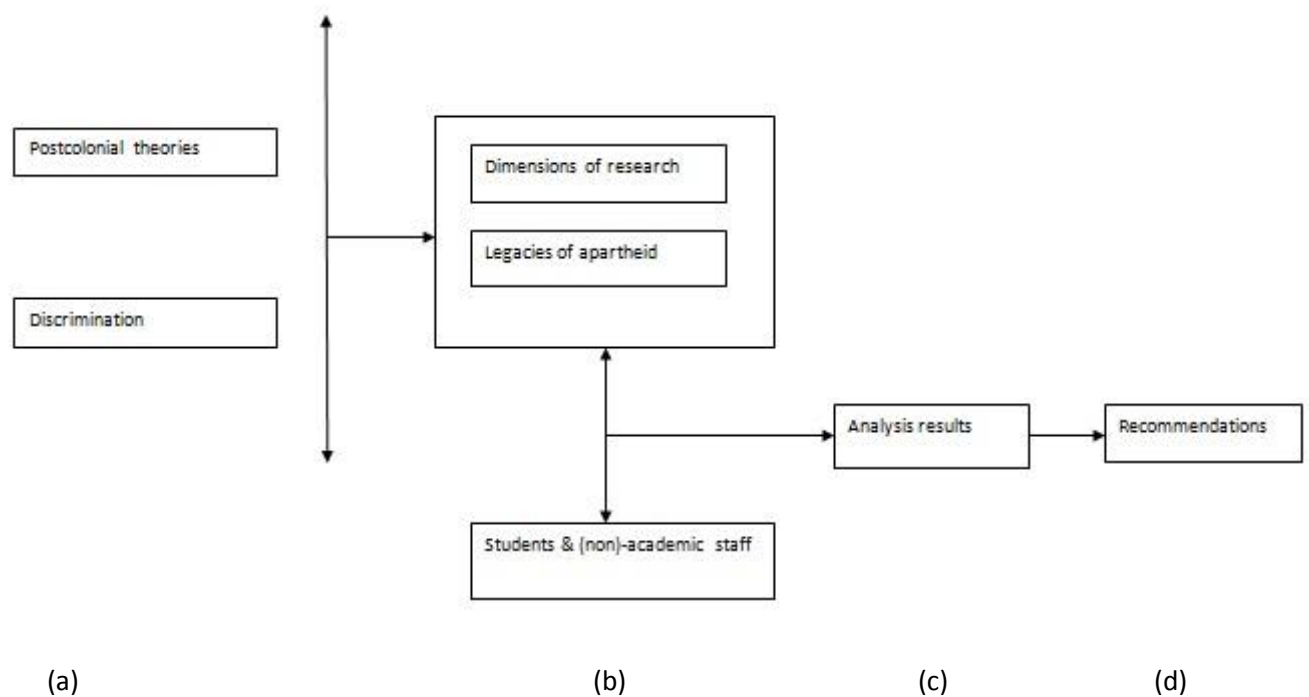 Postcolonial theories
Discrimination
Dimensions of research
Legacies of apartheid
Students & (non)-academic staff
Analysis results
Recommendations
(a)
(b)
(c)
(d)